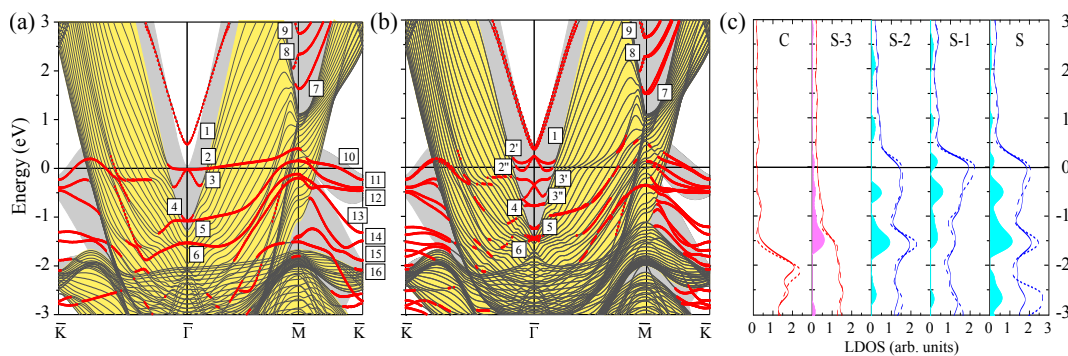 (a)
3
2
1
0
-1
-2
-3
Energy (eV)
K̅
Γ̅
M̅
K̅
1
2
3
4
5
6
7
8
9
10
11
12
13
14
15
16
(b)
K̅
Γ̅
M̅
K̅
1
2'
2"
3'
3"
4
5
6
7
8
9
(c)
C
S-3
S-2
S-1
S
3
2
1
0
-1
-2
-3
0 1 2
0 1 2
0 1 2
0 1 2
0 1 2 3
LDOS (arb. units)